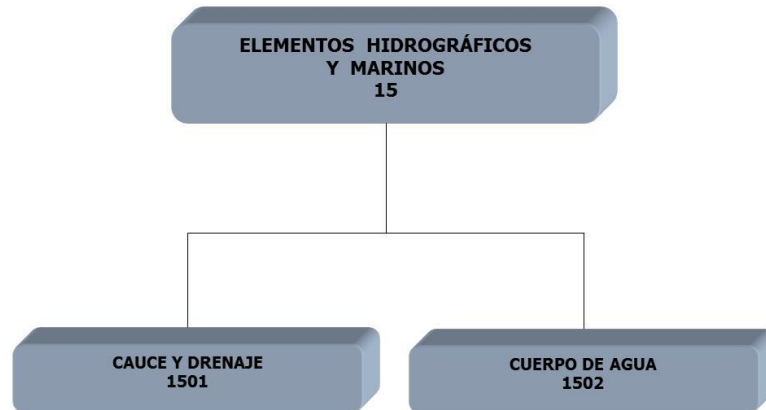 ELEMENTOS HIDROGRÁFICOS
Y MARINOS
15
CAUCE Y DRENAJE
1501
CUERPO DE AGUA
1502